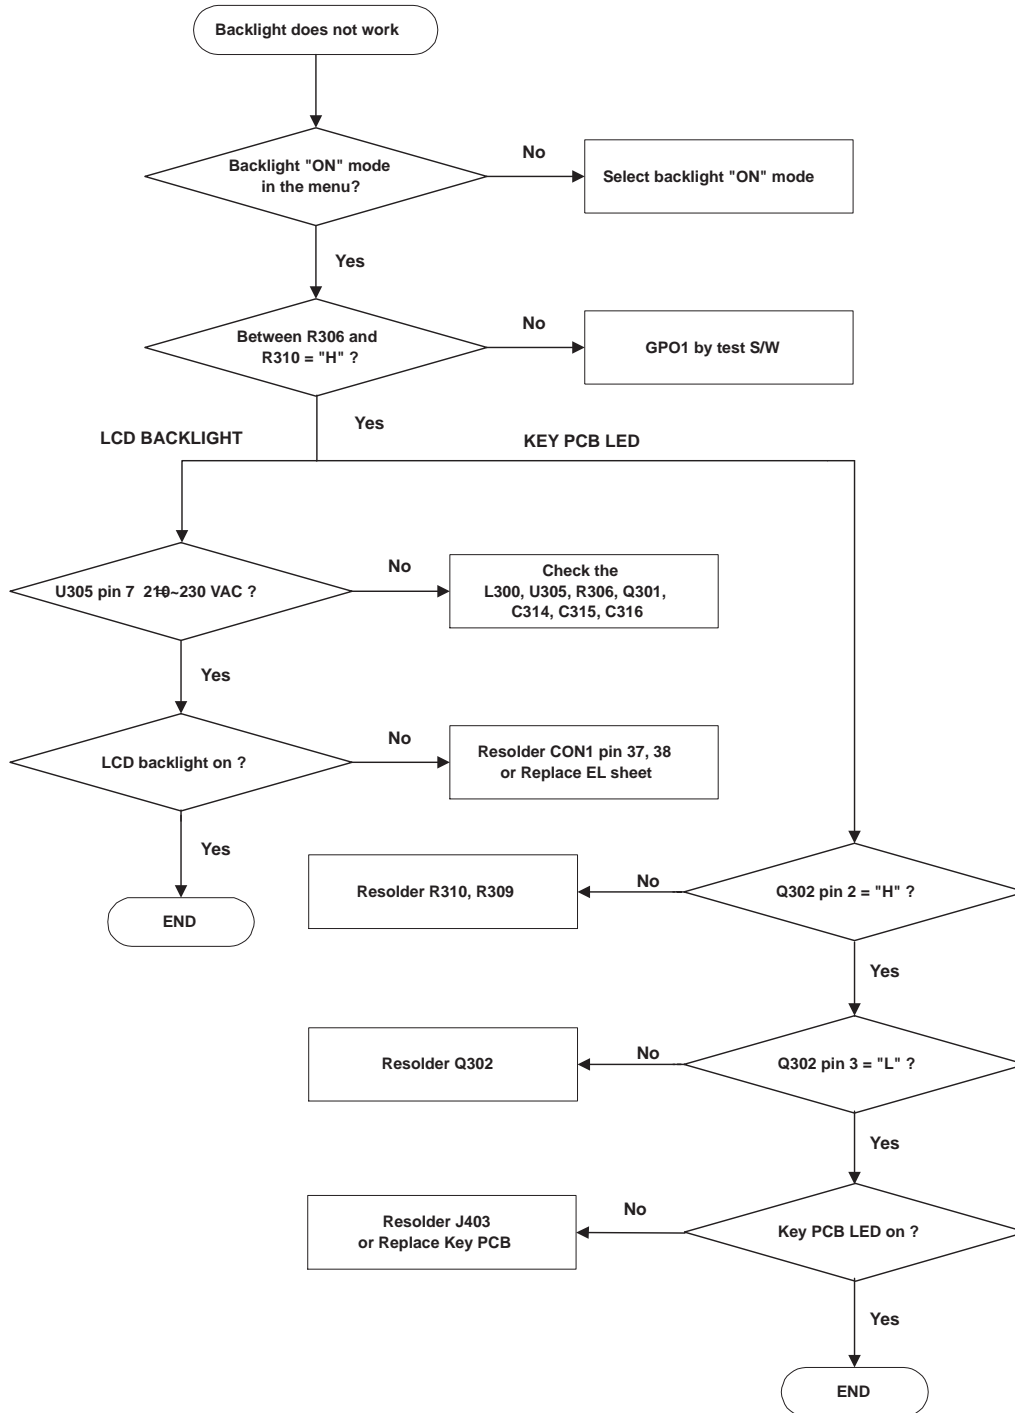 Backlight does not work
Backlight "ON" mode
in the menu?
No
Select backlight "ON" mode
Yes
Between R306 and
R310 = "H" ?
No
GPO1 by test S/W
Yes
LCD BACKLIGHT
KEY PCB LED
U305 pin 7 210~230 VAC ?
No
Check the
L300, U305, R306, Q301,
C314, C315, C316
Yes
LCD backlight on ?
No
Resolder CON1 pin 37, 38
or Replace EL sheet
Yes
END
Q302 pin 2 = "H" ?
No
Resolder R310, R309
Yes
Q302 pin 3 = "L" ?
No
Resolder Q302
Yes
Key PCB LED on ?
No
Resolder J403
or Replace Key PCB
Yes
END